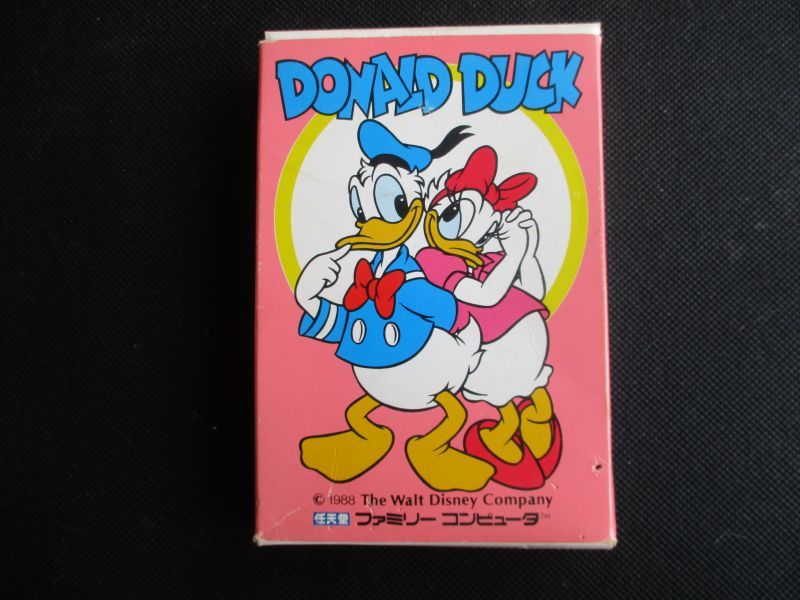 DONALD DUCK
© 1988 The Walt Disney Company
任天堂 ファミリー コンピュータ™